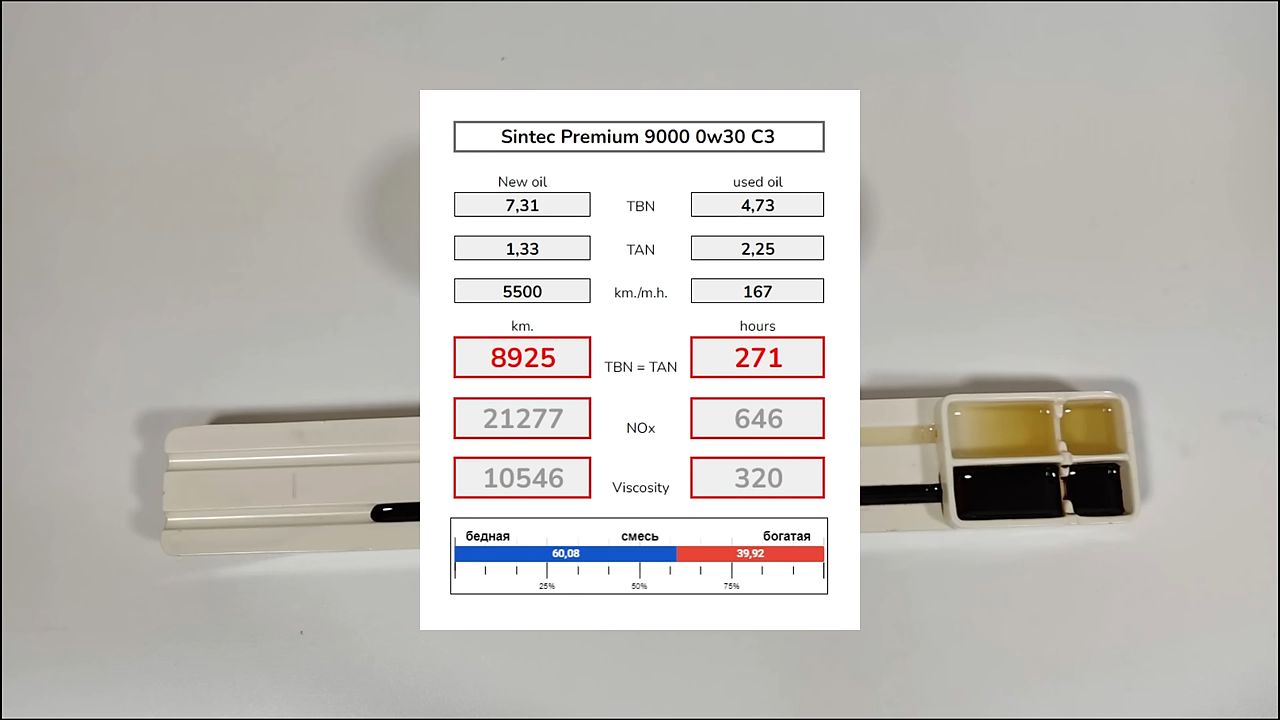 Sintec Premium 9000 0w30 C3
New oil used oil
7,31 TBN 4,73
1,33 TAN 2,25
5500 km./m.h. 167
km. hours
8925 TBN = TAN 271
21277 NOx 646
10546 Viscosity 320
бедная смесь богатая
60,08 39,92
25% 50% 75%